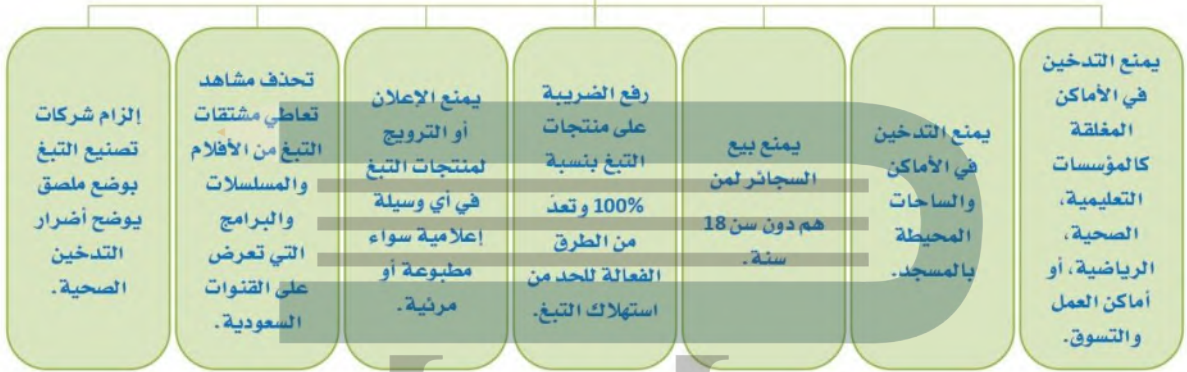 يمنع التدخين
في الأماكن
المغلقة
كالمؤسسات
التعليمية،
الصحية،
الرياضية، أو
أماكن العمل
والتسوق.
يمنع التدخين
في الأماكن
والساحات
المحيطة
بالمسجد.
يمنع بيع
السجائر لمن
هم دون سن 18
سنة.
رفع الضريبة
على منتجات
التبغ بنسبة
100% وتعدّ
من الطرق
الفعالة للحد من
استهلاك التبغ.
يمنع الإعلان
أو الترويج
لمنتجات التبغ
في أي وسيلة
إعلامية سواء
مطبوعة أو
مرئية.
تحذف مشاهد
تعاطي مشتقات
التبغ من الأفلام
والمسلسلات
والبرامج
التي تعرض
على القنوات
السعودية.
إلزام شركات
تصنيع التبغ
بوضع ملصق
يوضح أضرار
التدخين
الصحية.